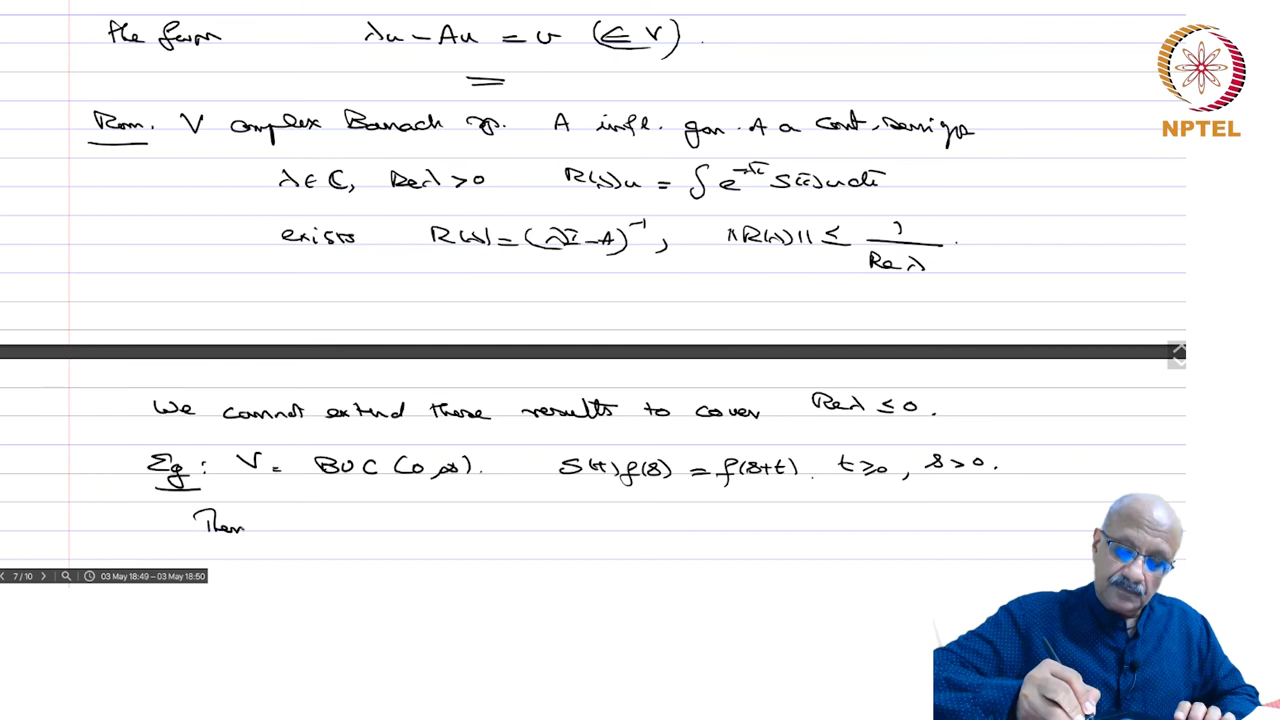 the form λu - Au = v (∈ V).
NPTEL
Rem. V complex Banach sp. A infl. gen. of a cont. semigp
λ ∈ ℂ, Re λ > 0 R(λ)u = ∫ e^{-λt} S(t)u dt
exists R(λ) = (λI - A)^{-1}, ||R(λ)|| ≤ 1/Re λ.
We cannot extend these results to cover Re λ ≤ 0.
Eg: V = BUC (0,∞). S(t)f(s) = f(s+t). t ≥ 0, s > 0.
Then
7/10 03 May 18:49 – 03 May 18:50